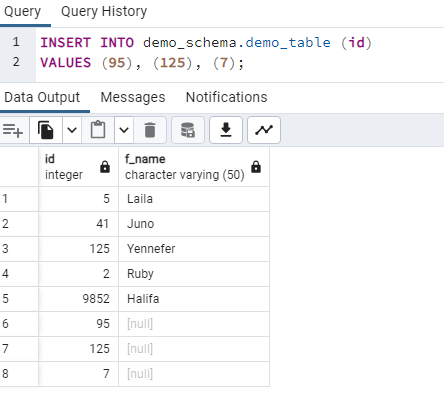 Query Query History
1 INSERT INTO demo_schema.demo_table (id)
2 VALUES (95), (125), (7);
Data Output Messages Notifications
id f_name
integer character varying (50)
1 5 Laila
2 41 Juno
3 125 Yennefer
4 2 Ruby
5 9852 Halifa
6 95 [null]
7 125 [null]
8 7 [null]